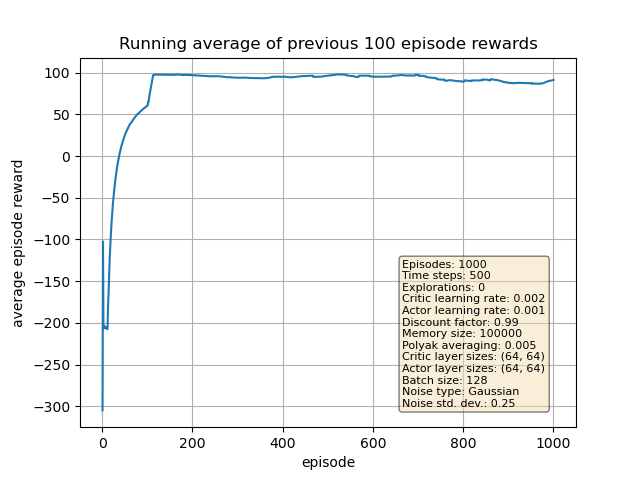 Running average of previous 100 episode rewards
average episode reward
100
50
0
−50
−100
−150
−200
−250
−300
Episodes: 1000
Time steps: 500
Explorations: 0
Critic learning rate: 0.002
Actor learning rate: 0.001
Discount factor: 0.99
Memory size: 100000
Polyak averaging: 0.005
Critic layer sizes: (64, 64)
Actor layer sizes: (64, 64)
Batch size: 128
Noise type: Gaussian
Noise std. dev.: 0.25
0 200 400 600 800 1000
episode